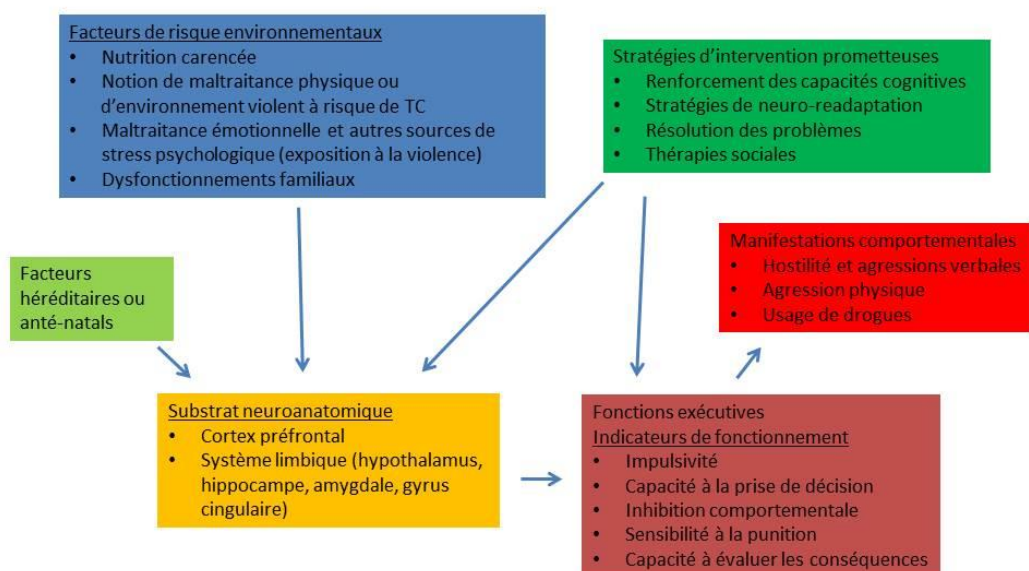 Facteurs de risque environnementaux
• Nutrition carencée
• Notion de maltraitance physique ou
d'environnement violent à risque de TC
• Maltraitance émotionnelle et autres sources de
stress psychologique (exposition à la violence)
• Dysfonctionnements familiaux
Stratégies d'intervention prometteuses
• Renforcement des capacités cognitives
• Stratégies de neuro-readaptation
• Résolution des problèmes
• Thérapies sociales
Manifestations comportementales
• Hostilité et agressions verbales
• Agression physique
• Usage de drogues
Facteurs
héréditaires ou
anté-natals
Substrat neuroanatomique
• Cortex préfrontal
• Système limbique (hypothalamus,
hippocampe, amygdale, gyrus
cingulaire)
Fonctions exécutives
Indicateurs de fonctionnement
• Impulsivité
• Capacité à la prise de décision
• Inhibition comportementale
• Sensibilité à la punition
• Capacité à évaluer les conséquences